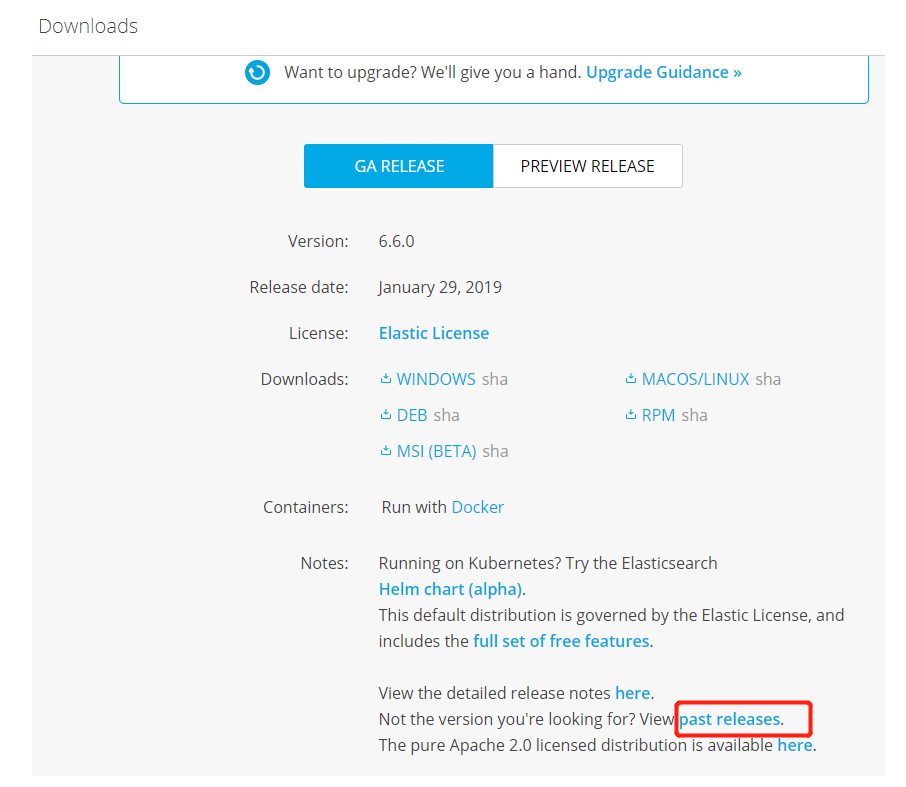 Downloads
Want to upgrade? We'll give you a hand. Upgrade Guidance »
GA RELEASE PREVIEW RELEASE
Version: 6.6.0
Release date: January 29, 2019
License: Elastic License
Downloads: WINDOWS sha MACOS/LINUX sha
DEB sha RPM sha
MSI (BETA) sha
Containers: Run with Docker
Notes: Running on Kubernetes? Try the Elasticsearch
Helm chart (alpha).
This default distribution is governed by the Elastic License, and
includes the full set of free features.
View the detailed release notes here.
Not the version you're looking for? View past releases.
The pure Apache 2.0 licensed distribution is available here.